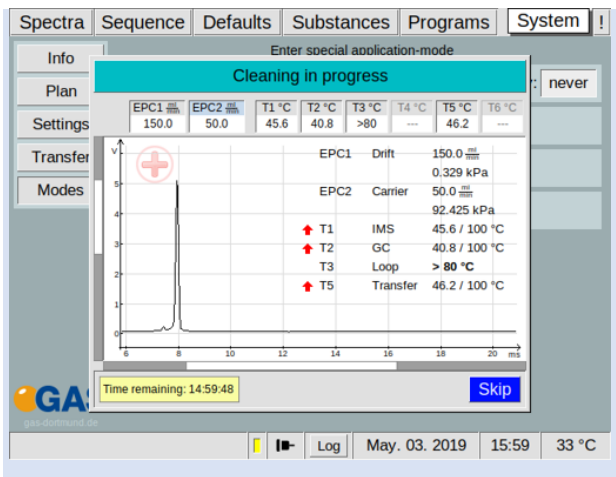 Spectra Sequence Defaults Substances Programs System !
Info
Enter special application-mode
Plan
Cleaning in progress
r: never
Settings
EPC1 ml/min EPC2 ml/min T1 °C T2 °C T3 °C T4 °C T5 °C T6 °C
150.0 50.0 45.6 40.8 >80 --- 46.2 ---
Transfer
Modes
V
5
4
3
2
1
0
6 8 10 12 14 16 18 20 ms
EPC1 Drift 150.0 ml/min
0.329 kPa
EPC2 Carrier 50.0 ml/min
92.425 kPa
T1 IMS 45.6 / 100 °C
T2 GC 40.8 / 100 °C
T3 Loop > 80 °C
T5 Transfer 46.2 / 100 °C
Time remaining: 14:59:48
Skip
GAS
gas-dortmund.de
Log May. 03. 2019 15:59 33 °C